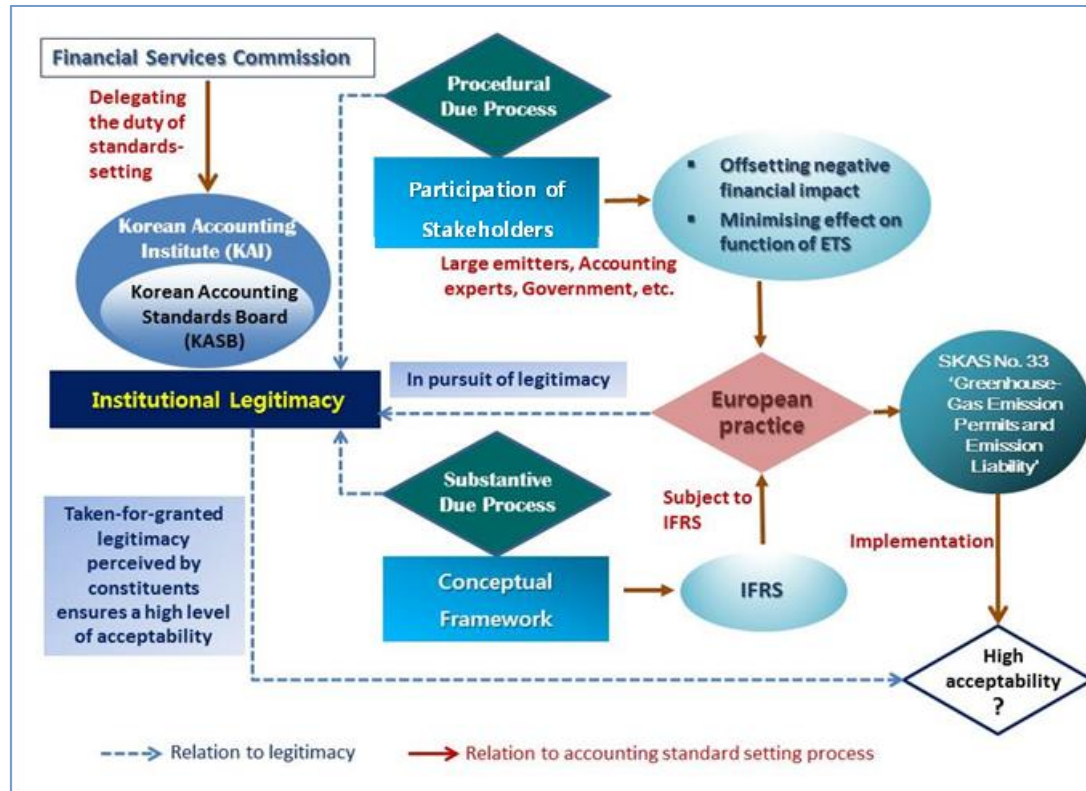 Financial Services Commission
Delegating
the duty of
standards-
setting
Korean Accounting
Institute (KAI)
Korean Accounting
Standards Board
(KASB)
Institutional Legitimacy
Taken-for-granted
legitimacy
perceived by
constituents
ensures a high level
of acceptability
Procedural
Due Process
Participation of
Stakeholders
Large emitters, Accounting
experts, Government, etc.
▪ Offsetting negative
financial impact
▪ Minimising effect on
function of ETS
In pursuit of legitimacy
European
practice
SKAS No. 33
‘Greenhouse-
Gas Emission
Permits and
Emission
Liability’
Substantive
Due Process
Conceptual
Framework
Subject to
IFRS
IFRS
Implementation
High
acceptability
?
Relation to legitimacy
Relation to accounting standard setting process